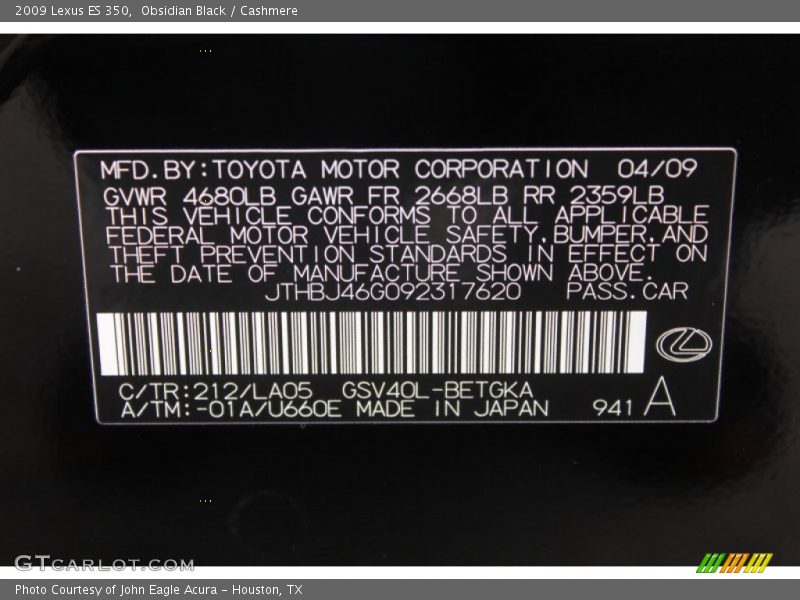 2009 Lexus ES 350, Obsidian Black / Cashmere
MFD.BY:TOYOTA MOTOR CORPORATION 04/09
GVWR 4680LB GAWR FR 2668LB RR 2359LB
THIS VEHICLE CONFORMS TO ALL APPLICABLE
FEDERAL MOTOR VEHICLE SAFETY,BUMPER,AND
THEFT PREVENTION STANDARDS IN EFFECT ON
THE DATE OF MANUFACTURE SHOWN ABOVE.
JTHBJ46G092317620 PASS.CAR
C/TR:212/LA05 GSV40L-BETGKA
A/TM:-01A/U660E MADE IN JAPAN 941 A
GTCARLOT.COM
Photo Courtesy of John Eagle Acura - Houston, TX